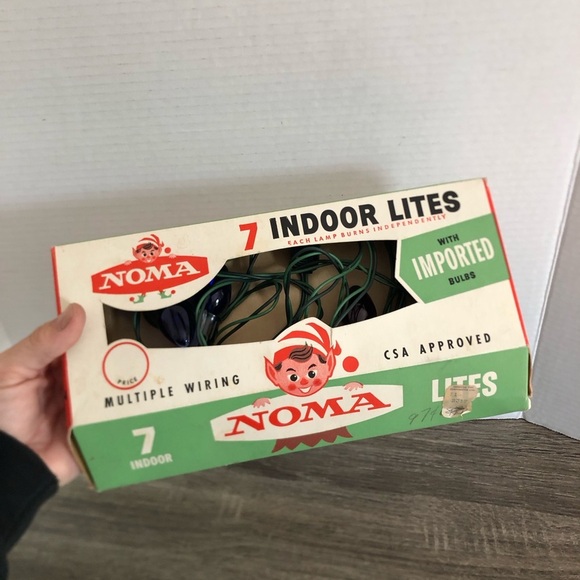 7 INDOOR LITES
EACH LAMP BURNS INDEPENDENTLY
NOMA
WITH
IMPORTED
BULBS
PRICE
MULTIPLE WIRING
CSA APPROVED
NOMA
7
INDOOR
LITES